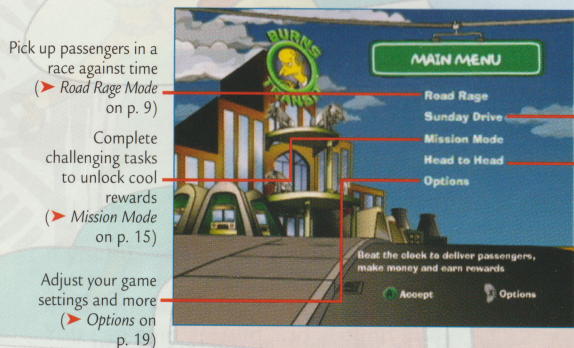 Pick up passengers in a
race against time
(➤ Road Rage Mode
on p. 9)
Complete
challenging tasks
to unlock cool
rewards
(➤ Mission Mode
on p. 15)
Adjust your game
settings and more
(➤ Options on
p. 19)
BURNS
TRANSIT
MAIN MENU
Road Rage
Sunday Drive
Mission Mode
Head to Head
Options
Beat the clock to deliver passengers,
make money and earn rewards
A Accept
X Options